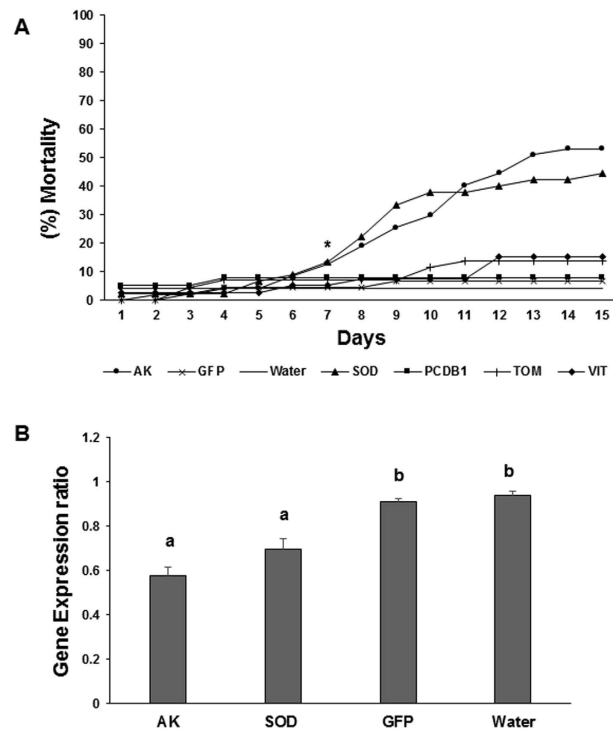 A
(%) Mortality
100
90
80
70
60
50
40
30
20
10
0
*
1 2 3 4 5 6 7 8 9 10 11 12 13 14 15
Days
AK GFP Water SOD PCDB1 TOM VIT
B
Gene Expression ratio
1.2
1
0.8
0.6
0.4
0.2
0
a a b b
AK SOD GFP Water